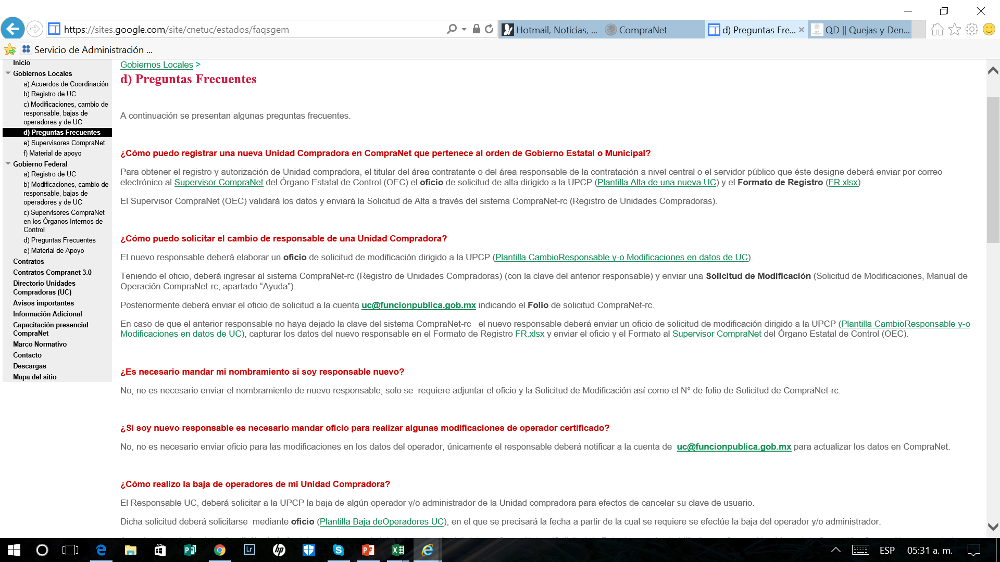 https://sites.google.com/site/cnetuc/estados/faqsgem
Hotmail, Noticias, ...
CompraNet
d) Preguntas Fre...
QD || Quejas y Den...
Servicio de Administración ...
Inicio
Gobiernos Locales
a) Acuerdos de Coordinación
b) Registro de UC
c) Modificaciones, cambio de
responsable, bajas de
operadores y de UC
d) Preguntas Frecuentes
e) Supervisores CompraNet
f) Material de apoyo
Gobierno Federal
a) Registro de UC
b) Modificaciones, cambio de
responsable, bajas de
operadores y de UC
c) Supervisores CompraNet
en los Órganos Internos de
Control
d) Preguntas Frecuentes
e) Material de Apoyo
Contratos
Contratos Compranet 3.0
Directorio Unidades
Compradoras (UC)
Avisos importantes
Información Adicional
Capacitación presencial
CompraNet
Marco Normativo
Contacto
Descargas
Mapa del sitio
Gobiernos Locales >
d) Preguntas Frecuentes
A continuación se presentan algunas preguntas frecuentes.
¿Cómo puedo registrar una nueva Unidad Compradora en CompraNet que pertenece al orden de Gobierno Estatal o Municipal?
Para obtener el registro y autorización de Unidad compradora, el titular del área contratante o del área responsable de la contratación a nivel central o el servidor público que éste designe deberá enviar por correo
electrónico al Supervisor CompraNet del Órgano Estatal de Control (OEC) el oficio de solicitud de alta dirigido a la UPCP (Plantilla Alta de una nueva UC) y el Formato de Registro (FR.xlsx).
El Supervisor CompraNet (OEC) validará los datos y enviará la Solicitud de Alta a través del sistema CompraNet-rc (Registro de Unidades Compradoras).
¿Cómo puedo solicitar el cambio de responsable de una Unidad Compradora?
El nuevo responsable deberá elaborar un oficio de solicitud de modificación dirigido a la UPCP (Plantilla CambioResponsable y-o Modificaciones en datos de UC).
Teniendo el oficio, deberá ingresar al sistema CompraNet-rc (Registro de Unidades Compradoras) (con la clave del anterior responsable) y enviar una Solicitud de Modificación (Solicitud de Modificaciones, Manual de
Operación CompraNet-rc, apartado “Ayuda”).
Posteriormente deberá enviar el oficio de solicitud a la cuenta uc@funcionpublica.gob.mx indicando el Folio de solicitud CompraNet-rc.
En caso de que el anterior responsable no haya dejado la clave del sistema CompraNet-rc el nuevo responsable deberá enviar un oficio de solicitud de modificación dirigido a la UPCP (Plantilla CambioResponsable y-o
Modificaciones en datos de UC), capturar los datos del nuevo responsable en el Formato de Registro FR.xlsx y enviar el oficio y el Formato al Supervisor CompraNet del Órgano Estatal de Control (OEC).
¿Es necesario mandar mi nombramiento si soy responsable nuevo?
No, no es necesario enviar el nombramiento de nuevo responsable, solo se requiere adjuntar el oficio y la Solicitud de Modificación así como el N° de folio de Solicitud de CompraNet-rc.
¿Si soy nuevo responsable es necesario mandar oficio para realizar algunas modificaciones de operador certificado?
No, no es necesario enviar oficio para las modificaciones en los datos del operador, únicamente el responsable deberá notificar a la cuenta de uc@funcionpublica.gob.mx para actualizar los datos en CompraNet.
¿Cómo realizo la baja de operadores de mi Unidad Compradora?
El Responsable UC, deberá solicitar a la UPCP la baja de algún operador y/o administrador de la Unidad compradora para efectos de cancelar su clave de usuario.
Dicha solicitud deberá solicitarse mediante oficio (Plantilla Baja deOperadores UC), en el que se precisará la fecha a partir de la cual se requiere se efectúe la baja del operador y/o administrador.
ESP
05:31 a. m.